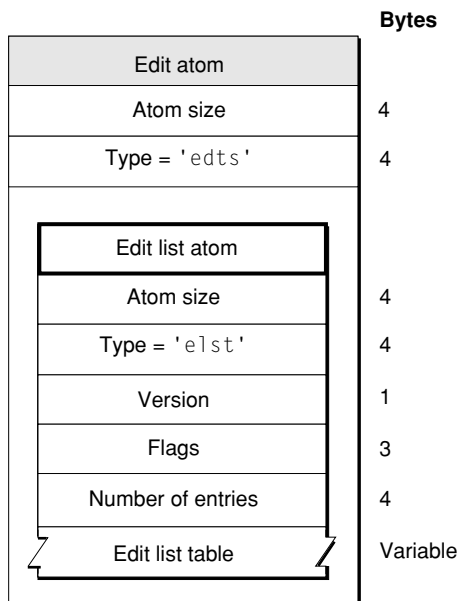 Bytes
Edit atom
Atom size 4
Type = 'edts' 4
Edit list atom
Atom size 4
Type = 'elst' 4
Version 1
Flags 3
Number of entries 4
Edit list table Variable